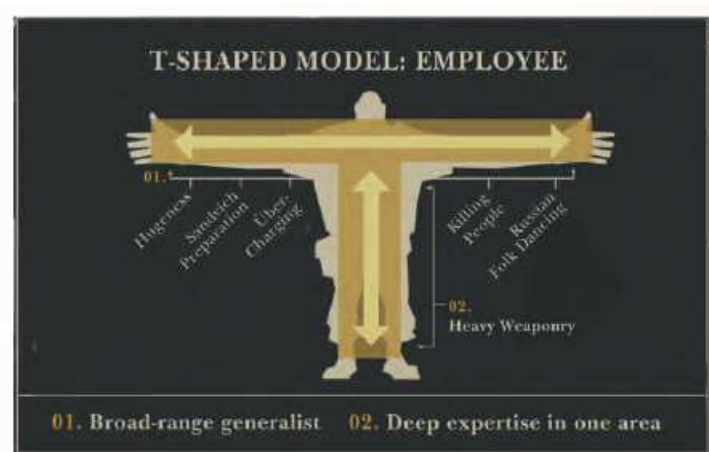 T-SHAPED MODEL: EMPLOYEE
01.
Hugeness
Sandwich
Preparation
Über-
Charging
Killing
People
Russian
Folk Dancing
02.
Heavy Weaponry
01. Broad-range generalist 02. Deep expertise in one area